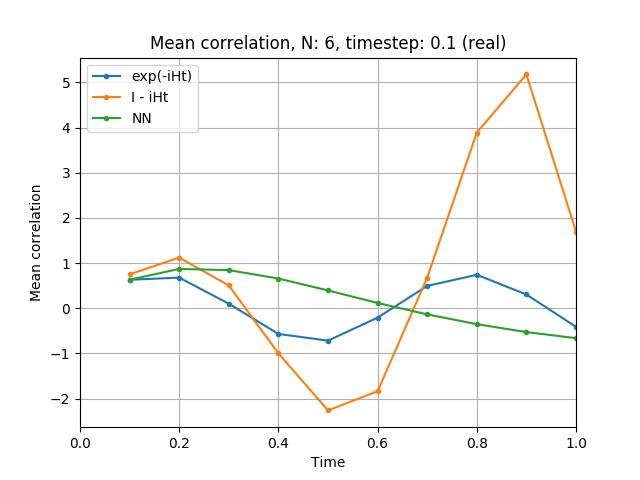 Mean correlation, N: 6, timestep: 0.1 (real)
exp(-iHt)
I - iHt
NN
Mean correlation
5
4
3
2
1
0
−1
−2
0.0 0.2 0.4 0.6 0.8 1.0
Time